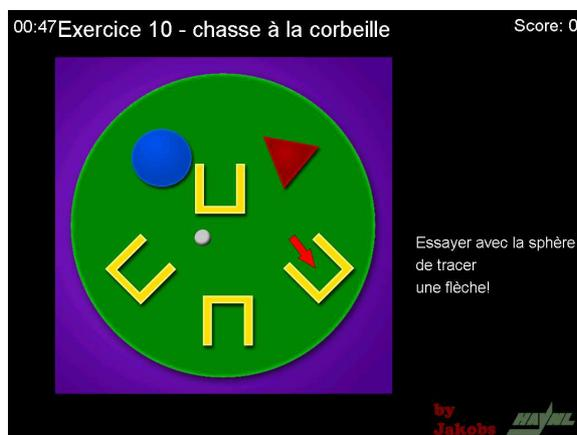 00:47 Exercice 10 - chasse à la corbeille Score: 0
Essayer avec la sphère
de tracer
une flèche!
by
Jakobs